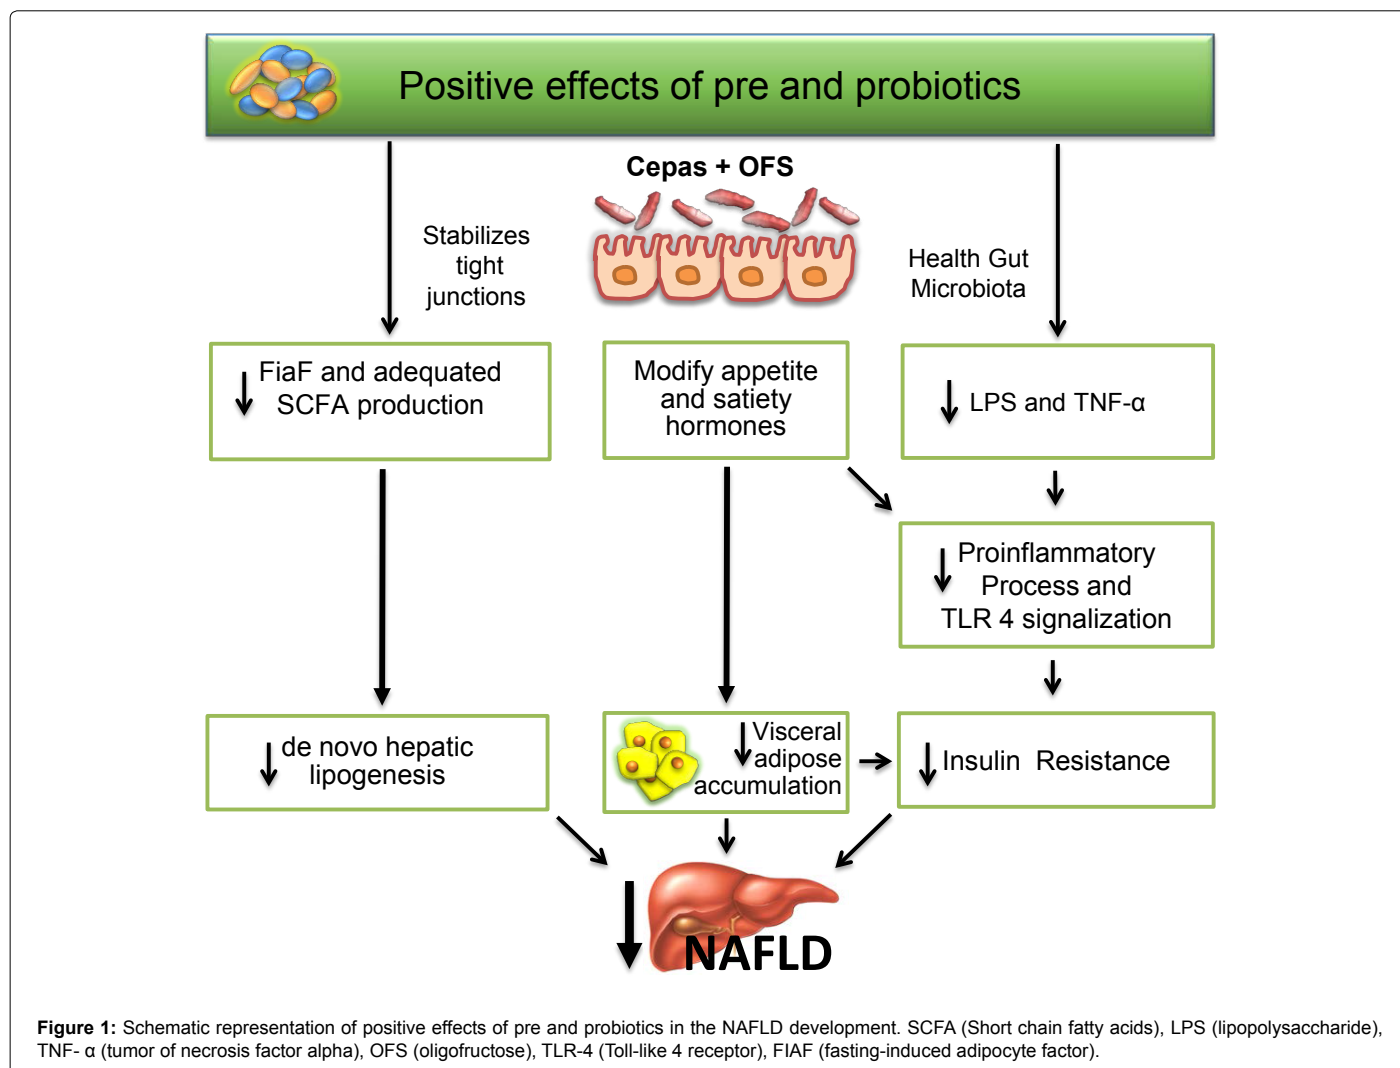 Positive effects of pre and probiotics
Cepas + OFS
Stabilizes
tight
junctions
Health Gut
Microbiota
FiaF and adequated
SCFA production
Modify appetite
and satiety
hormones
LPS and TNF-α
Proinflammatory
Process and
TLR 4 signalization
de novo hepatic
lipogenesis
Visceral
adipose
accumulation
Insulin Resistance
NAFLD
Figure 1: Schematic representation of positive effects of pre and probiotics in the NAFLD development. SCFA (Short chain fatty acids), LPS (lipopolysaccharide),
TNF- α (tumor of necrosis factor alpha), OFS (oligofructose), TLR-4 (Toll-like 4 receptor), FIAF (fasting-induced adipocyte factor).